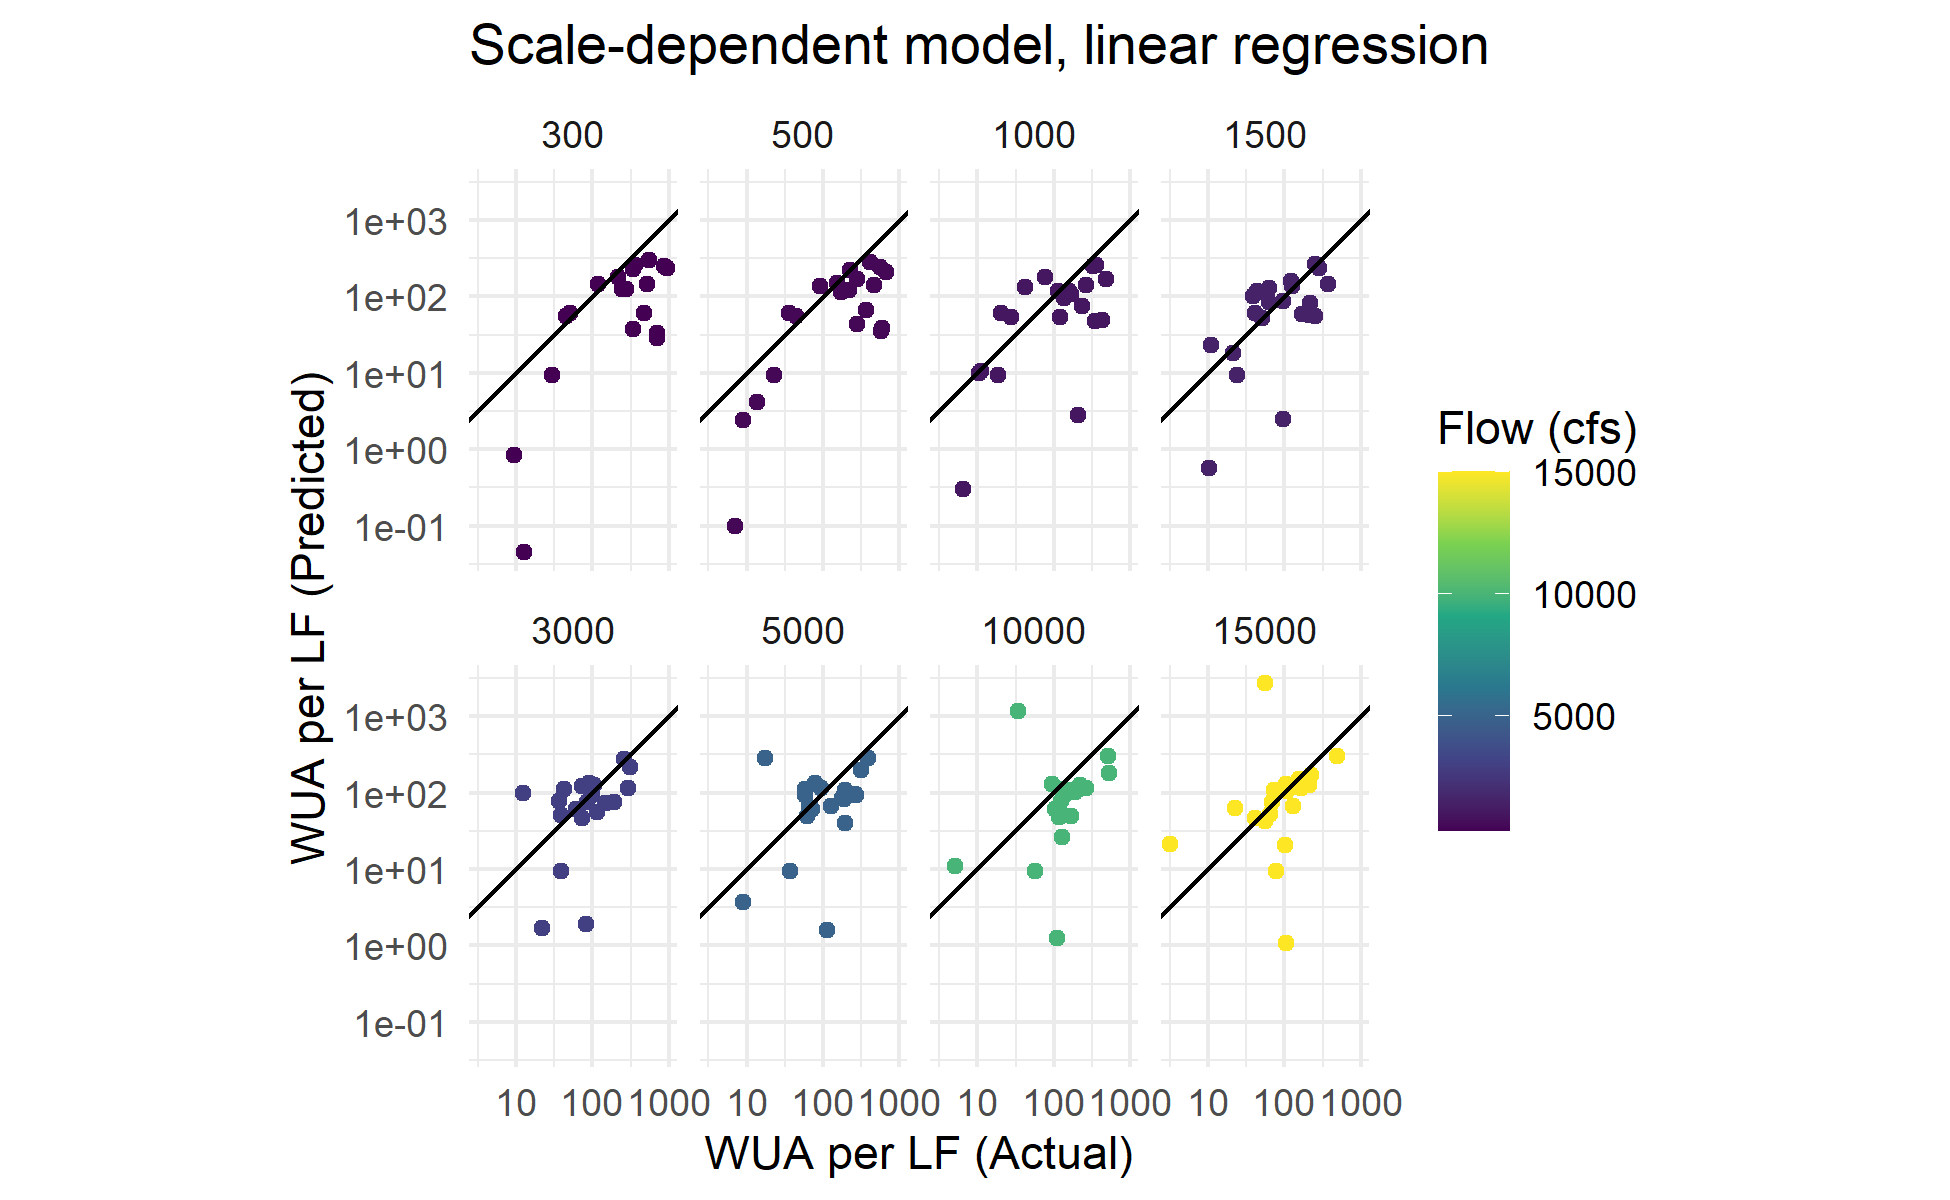 Scale-dependent model, linear regression
300 500 1000 1500
1e+03
1e+02
1e+01
1e+00
1e-01
3000 5000 10000 15000
1e+03
1e+02
1e+01
1e+00
1e-01
10 100 1000 10 100 1000 10 100 1000 10 100 1000
WUA per LF (Actual)
WUA per LF (Predicted)
Flow (cfs)
15000
10000
5000